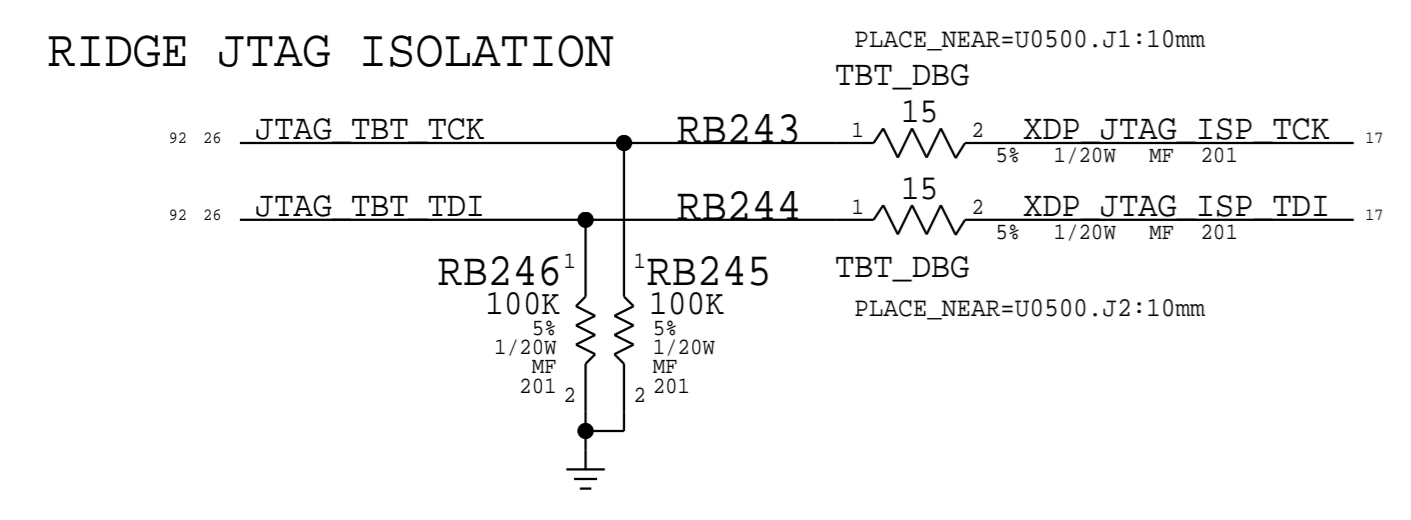 RIDGE JTAG ISOLATION
PLACE_NEAR=U0500.J1:10mm
TBT_DBG
92 26 JTAG_TBT_TCK RB243 1 15 2 XDP_JTAG_ISP_TCK 17
5% 1/20W MF 201
92 26 JTAG_TBT_TDI RB244 1 15 2 XDP_JTAG_ISP_TDI 17
5% 1/20W MF 201
TBT_DBG
PLACE_NEAR=U0500.J2:10mm
RB246 1
100K
5%
1/20W
MF
201 2
1 RB245
100K
5%
1/20W
MF
2 201